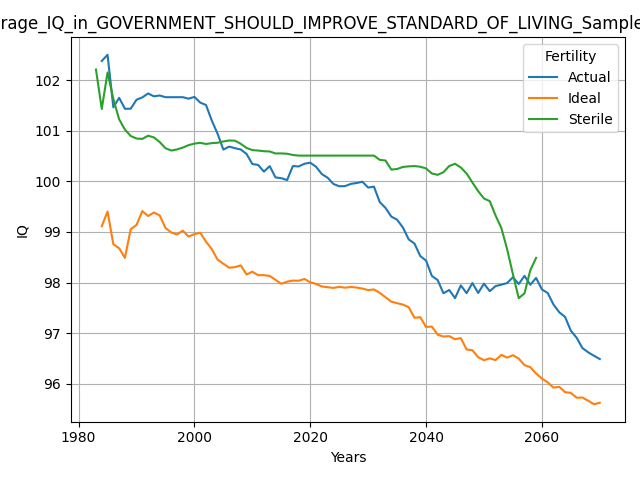 rage_IQ_in_GOVERNMENT_SHOULD_IMPROVE_STANDARD_OF_LIVING_Sample
Fertility
Actual
Ideal
Sterile
102
101
100
99
98
97
96
IQ
1980 2000 2020 2040 2060
Years